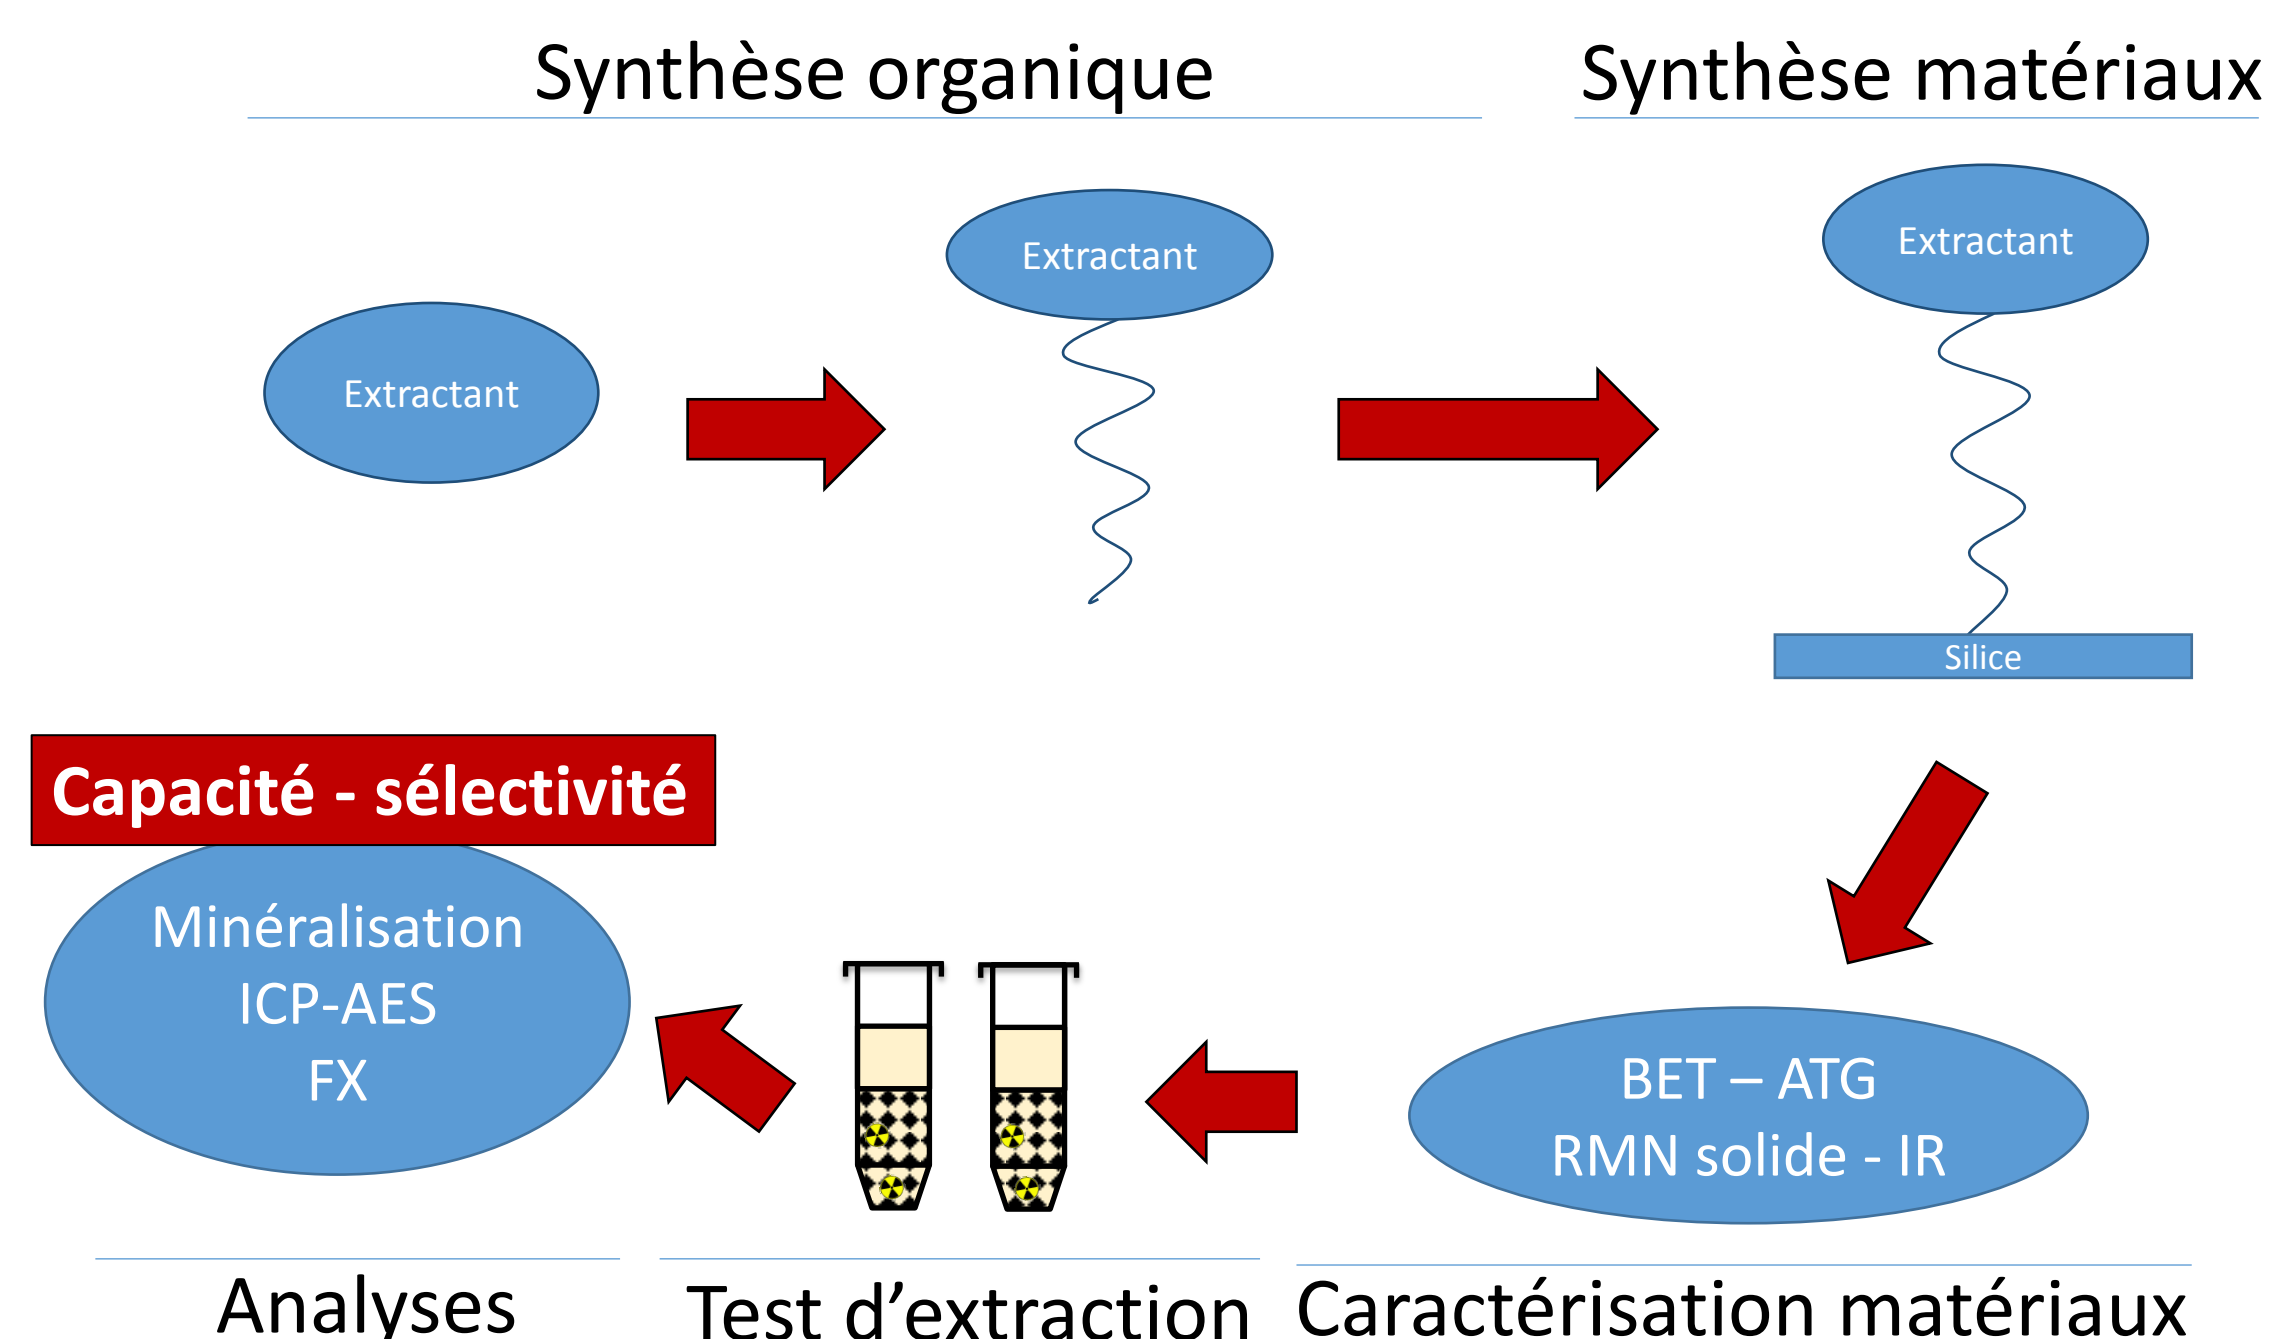 Synthèse organique
Synthèse matériaux
Extractant
Extractant
Extractant
Silice
Capacité - sélectivité
Minéralisation
ICP-AES
FX
BET – ATG
RMN solide - IR
Analyses
Test d’extraction
Caractérisation matériaux